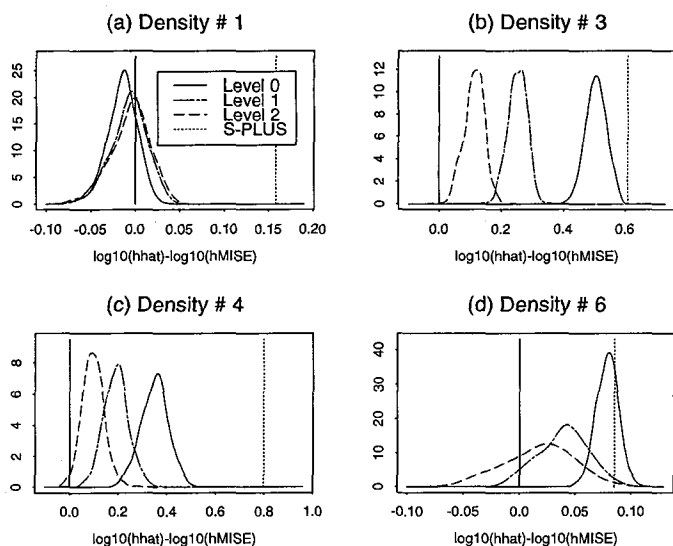 (a) Density # 1
25
20
15
10
5
0
Level 0
Level 1
Level 2
S-PLUS
-0.10 -0.05 0.0 0.05 0.10 0.15 0.20
log10(hhat)-log10(hMISE)
(b) Density # 3
12
10
8
6
4
2
0
0.0 0.2 0.4 0.6
log10(hhat)-log10(hMISE)
(c) Density # 4
8
6
4
2
0
0.0 0.2 0.4 0.6 0.8 1.0
log10(hhat)-log10(hMISE)
(d) Density # 6
40
30
20
10
0
-0.10 -0.05 0.0 0.05 0.10
log10(hhat)-log10(hMISE)